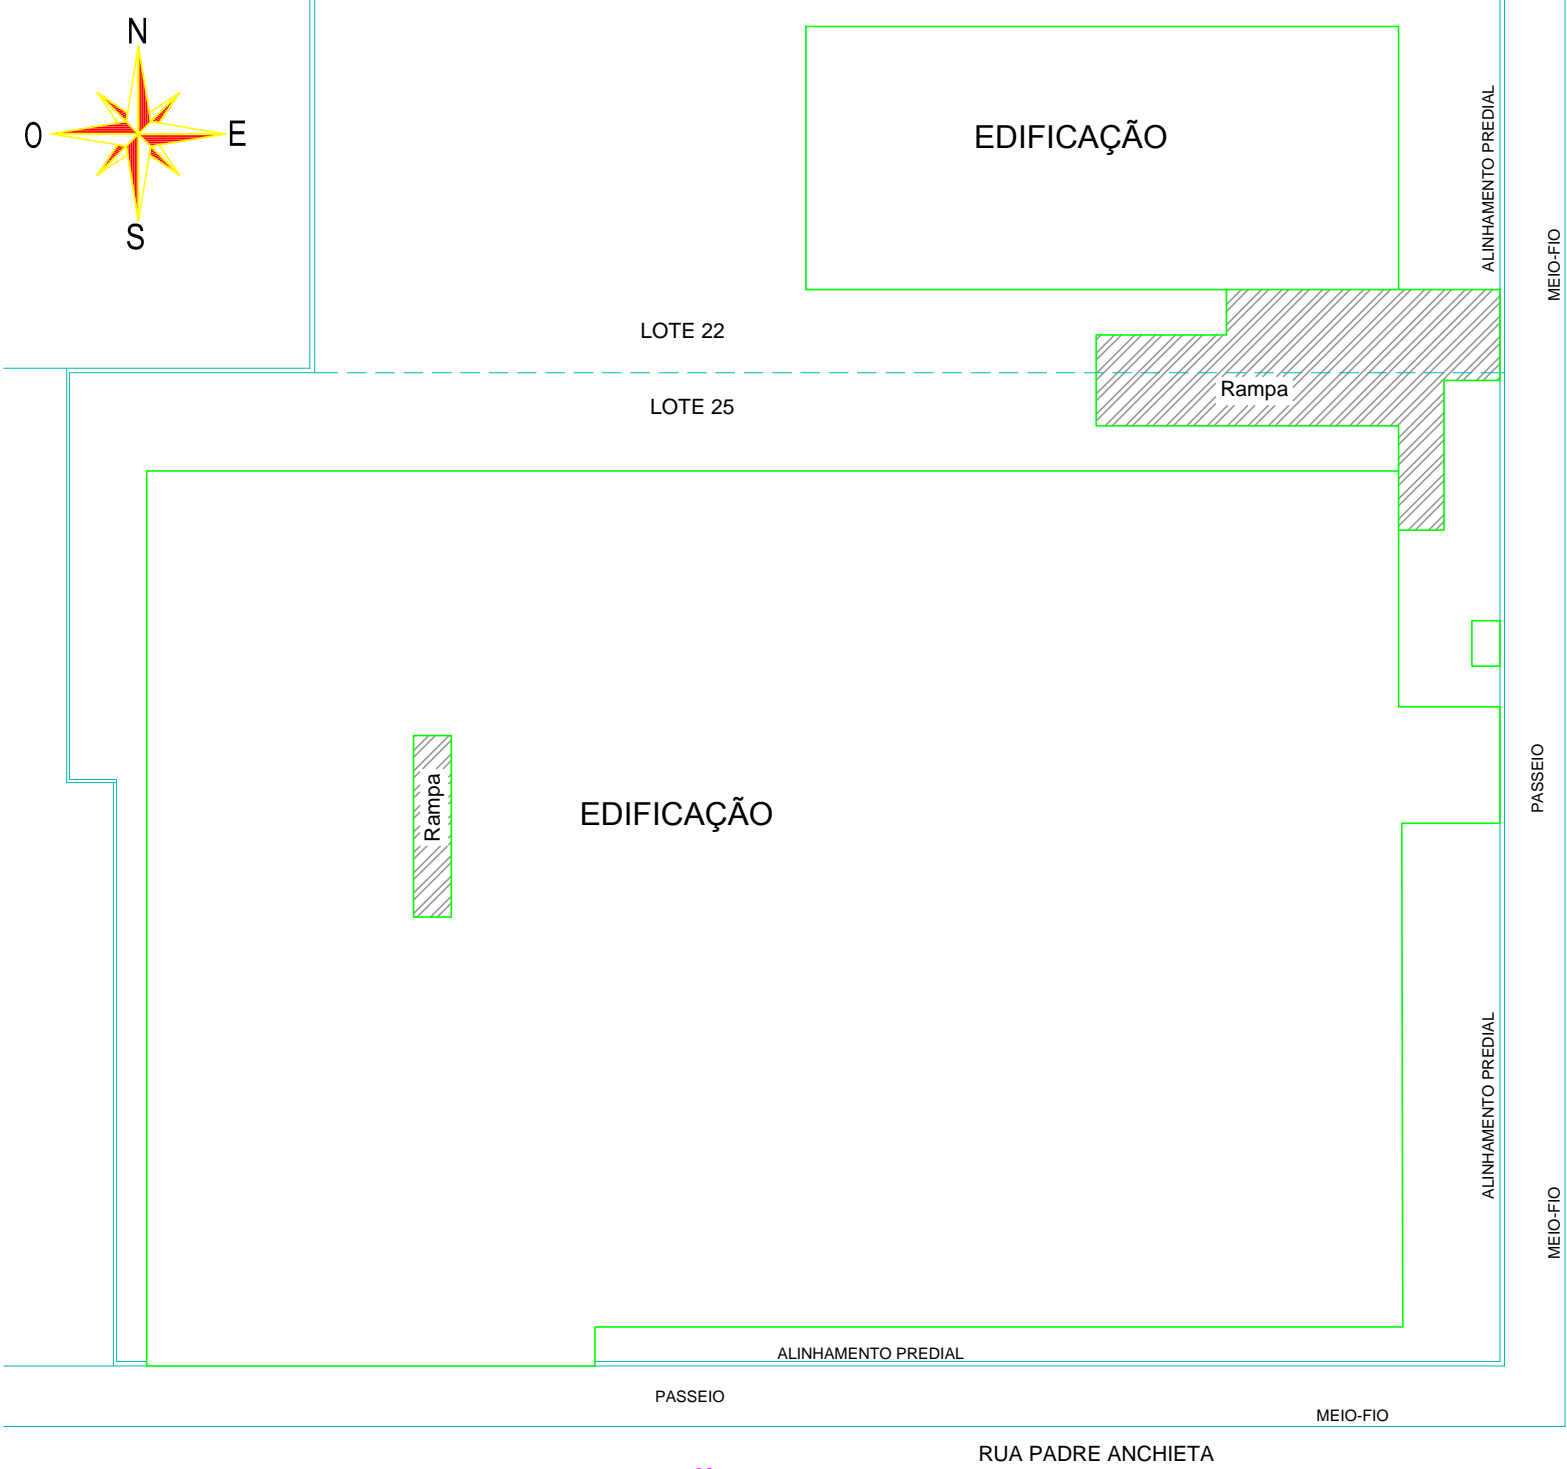 N
O
E
S
EDIFICAÇÃO
ALINHAMENTO PREDIAL
MEIO-FIO
LOTE 22
Rampa
LOTE 25
Rampa
EDIFICAÇÃO
PASSEIO
ALINHAMENTO PREDIAL
MEIO-FIO
ALINHAMENTO PREDIAL
PASSEIO
MEIO-FIO
RUA PADRE ANCHIETA